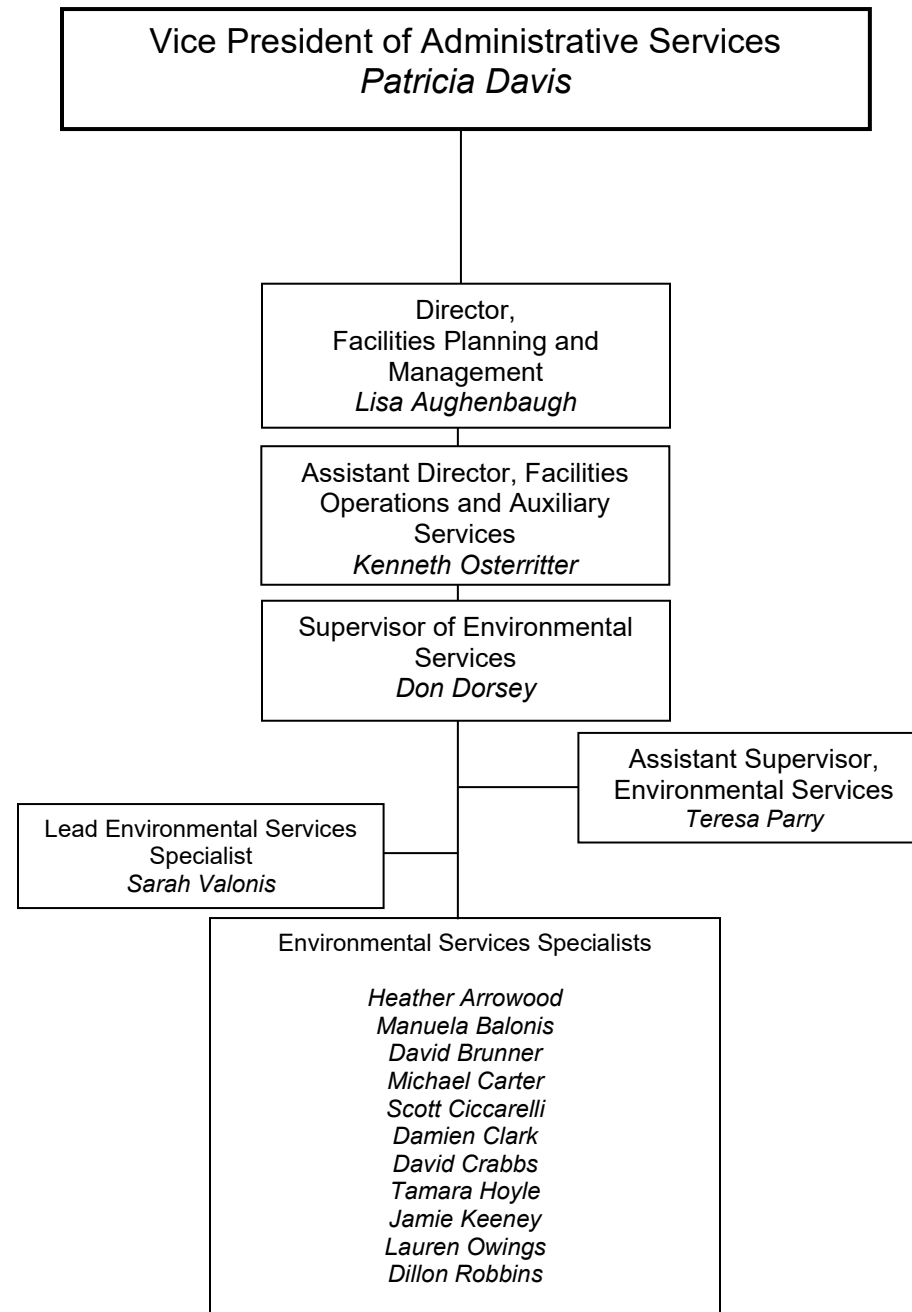 Vice President of Administrative Services
Patricia Davis
Director,
Facilities Planning and
Management
Lisa Aughenbaugh
Assistant Director, Facilities
Operations and Auxiliary
Services
Kenneth Osterritter
Supervisor of Environmental
Services
Don Dorsey
Assistant Supervisor,
Environmental Services
Teresa Parry
Lead Environmental Services
Specialist
Sarah Valonis
Environmental Services Specialists
Heather Arrowood
Manuela Balonis
David Brunner
Michael Carter
Scott Ciccarelli
Damien Clark
David Crabbs
Tamara Hoyle
Jamie Keeney
Lauren Owings
Dillon Robbins